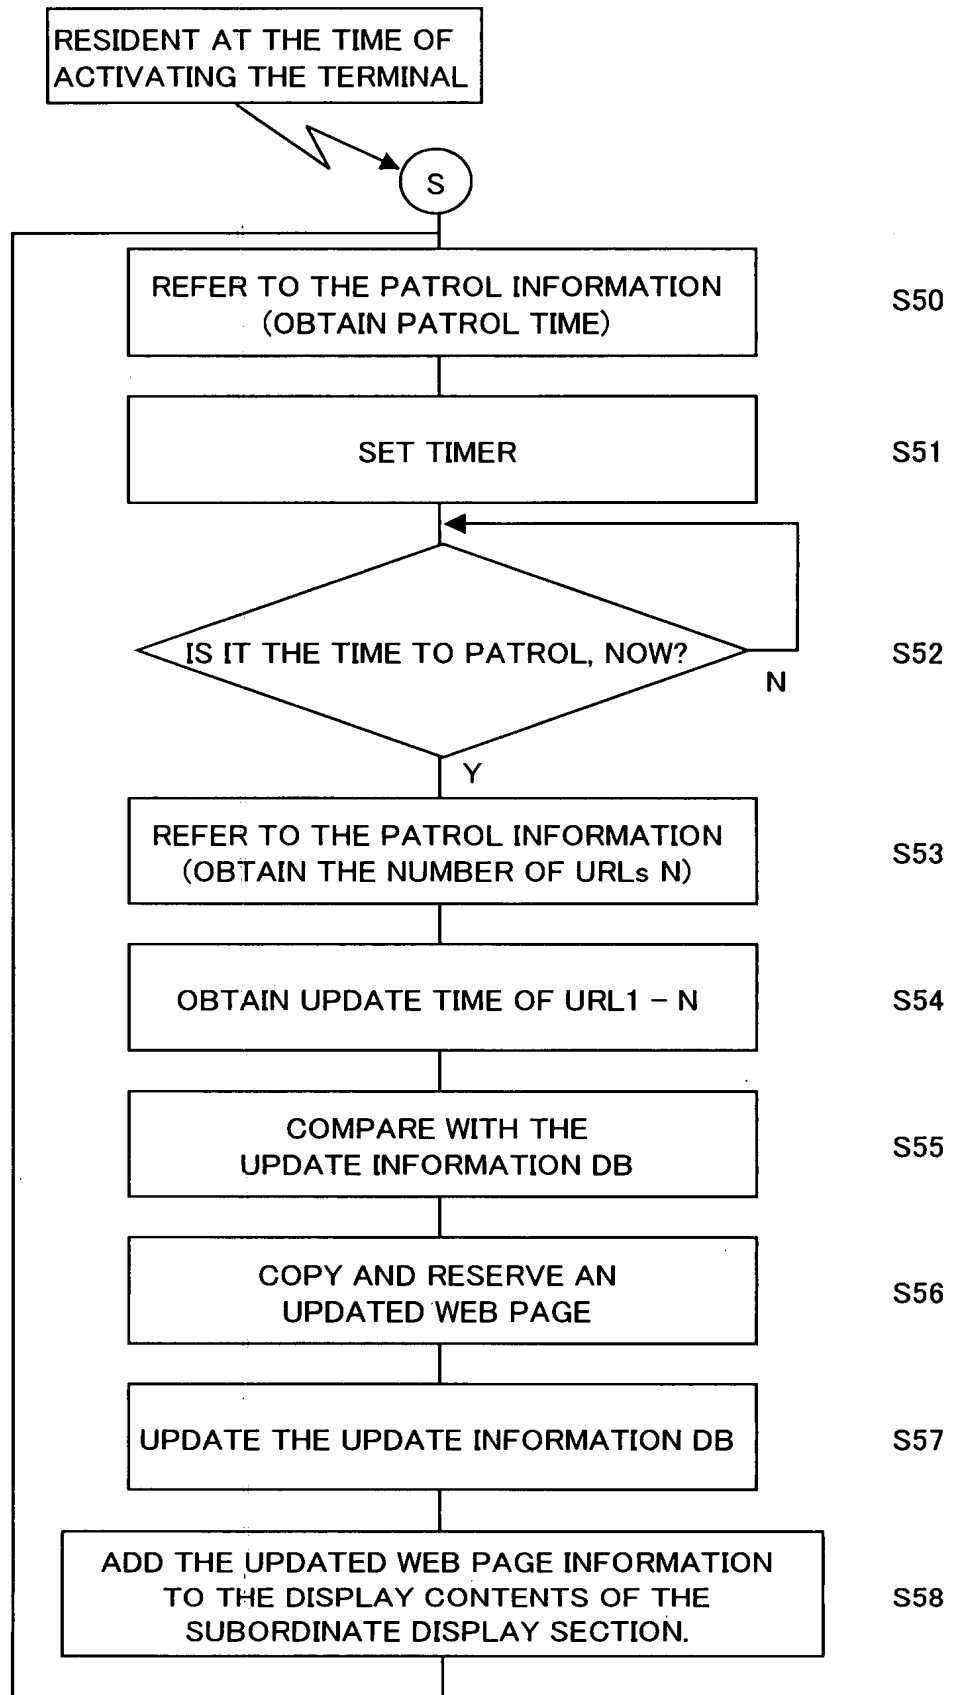 RESIDENT AT THE TIME OF
ACTIVATING THE TERMINAL
S
REFER TO THE PATROL INFORMATION
(OBTAIN PATROL TIME)
S50
SET TIMER
S51
IS IT THE TIME TO PATROL, NOW?
S52
N
Y
REFER TO THE PATROL INFORMATION
(OBTAIN THE NUMBER OF URLs N)
S53
OBTAIN UPDATE TIME OF URL1 – N
S54
COMPARE WITH THE
UPDATE INFORMATION DB
S55
COPY AND RESERVE AN
UPDATED WEB PAGE
S56
UPDATE THE UPDATE INFORMATION DB
S57
ADD THE UPDATED WEB PAGE INFORMATION
TO THE DISPLAY CONTENTS OF THE
SUBORDINATE DISPLAY SECTION.
S58